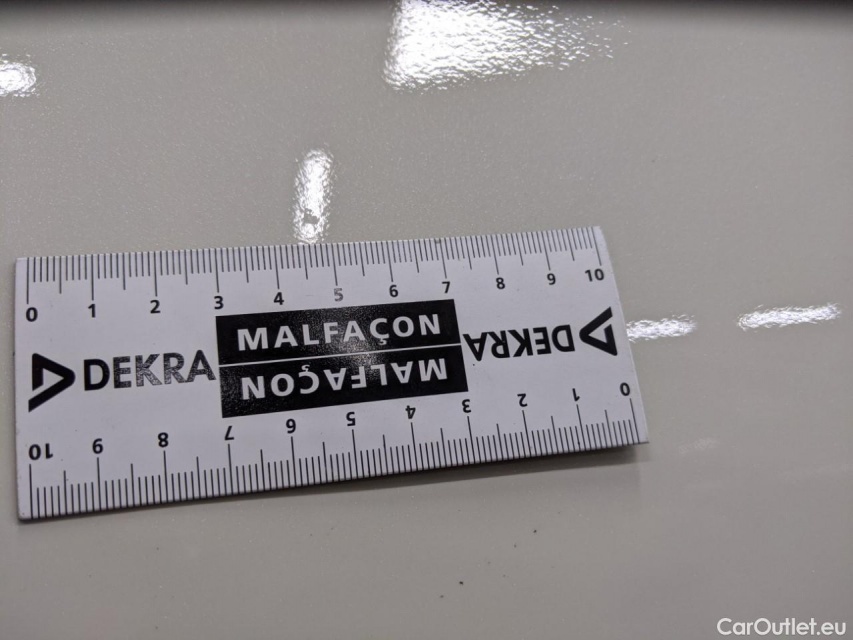 0 1 2 3 4 5 6 7 8 9 10
DEKRA MALFAÇON DEKRA
MALFAÇON
10 9 8 7 6 5 4 3 2 1 0
CarOutlet.eu